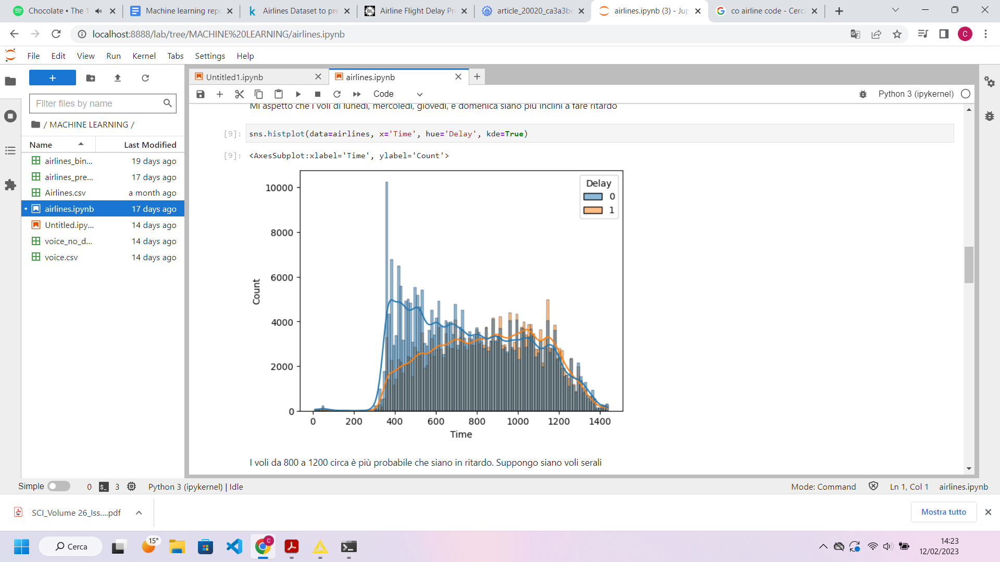 Chocolate • The 1
Machine learning repo
Airlines Dataset to pre
Airline Flight Delay Pre
article_20020_ca3a3be
airlines.ipynb (3) - Jup
co airline code - Cerca
localhost:8888/lab/tree/MACHINE%20LEARNING/airlines.ipynb
C
File Edit View Run Kernel Tabs Settings Help
Untitled1.ipynb
airlines.ipynb
Code
Python 3 (ipykernel)
Filter files by name
/ MACHINE LEARNING /
Name Last Modified
airlines_bin... 19 days ago
airlines_pre... 17 days ago
Airlines.csv a month ago
airlines.ipynb 17 days ago
Untitled.ipy... 14 days ago
voice_no_d... 14 days ago
voice.csv 14 days ago
Mi aspetto che i voli di lunedì, mercoledì, giovedì, e domenica siano più inclini a fare ritardo
[9]: sns.histplot(data=airlines, x='Time', hue='Delay', kde=True)
[9]: <AxesSubplot:xlabel='Time', ylabel='Count'>
Delay
0
1
10000
8000
6000
4000
2000
0
Count
0 200 400 600 800 1000 1200 1400
Time
I voli da 800 a 1200 circa è più probabile che siano in ritardo. Suppongo siano voli serali
Simple 0 $_ 3 Python 3 (ipykernel) | Idle
Mode: Command Ln 1, Col 1 airlines.ipynb
SCI_Volume 26_Iss....pdf
Mostra tutto
Cerca
15°
C
14:23
12/02/2023